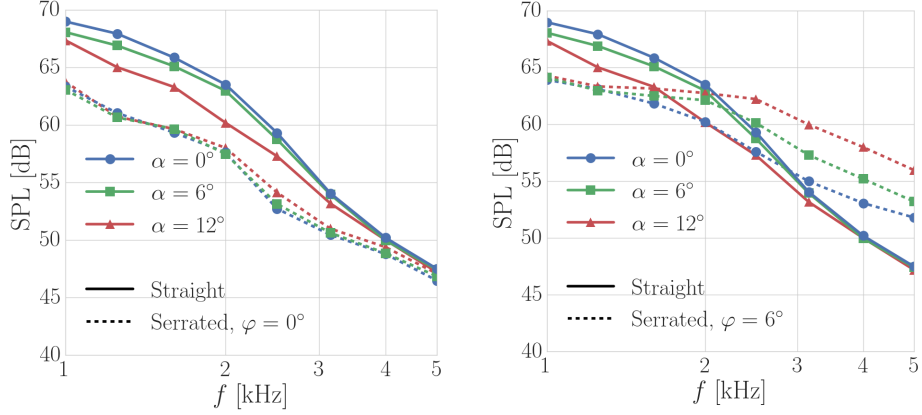 70
65
60
55
50
45
40
SPL [dB]
α = 0°
α = 6°
α = 12°
Straight
Serrated, φ = 0°
1
2
3
4
5
f [kHz]
70
65
60
55
50
45
40
SPL [dB]
α = 0°
α = 6°
α = 12°
Straight
Serrated, φ = 6°
1
2
3
4
5
f [kHz]